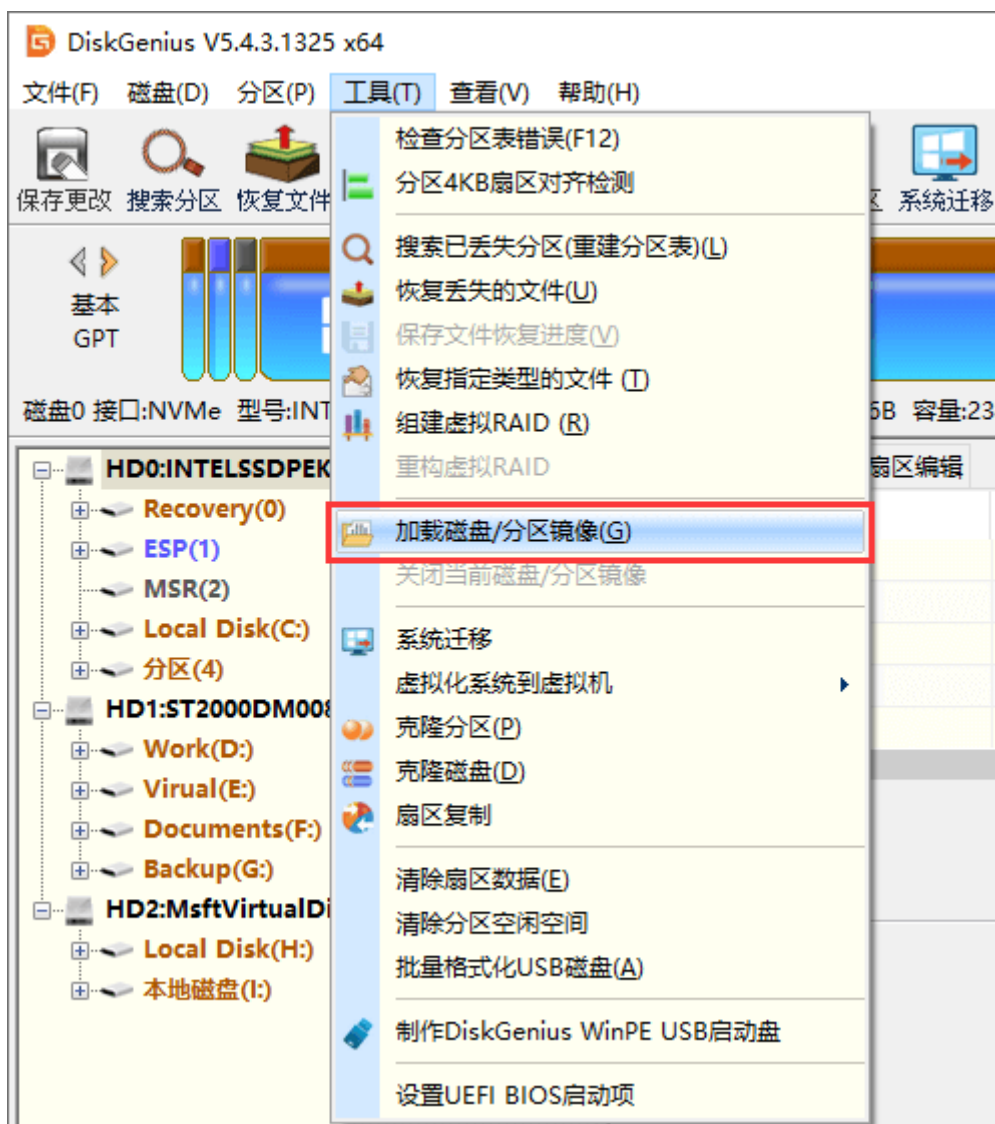 DiskGenius V5.4.3.1325 x64
文件(F) 磁盘(D) 分区(P) 工具(T) 查看(V) 帮助(H)
保存更改 搜索分区 恢复文件 系统迁移
基本
GPT
磁盘0 接口:NVMe 型号:INT 容量:23
扇区编辑
HD0:INTELSSDPEK
Recovery(0)
ESP(1)
MSR(2)
Local Disk(C:)
分区(4)
HD1:ST2000DM008
Work(D:)
Virual(E:)
Documents(F:)
Backup(G:)
HD2:MsftVirtualDi
Local Disk(H:)
本地磁盘(I:)
检查分区表错误(F12)
分区4KB扇区对齐检测
搜索已丢失分区(重建分区表)(L)
恢复丢失的文件(U)
保存文件恢复进度(V)
恢复指定类型的文件 (T)
组建虚拟RAID (R)
重构虚拟RAID
加载磁盘/分区镜像(G)
关闭当前磁盘/分区镜像
系统迁移
虚拟化系统到虚拟机
克隆分区(P)
克隆磁盘(D)
扇区复制
清除扇区数据(E)
清除分区空闲空间
批量格式化USB磁盘(A)
制作DiskGenius WinPE USB启动盘
设置UEFI BIOS启动项